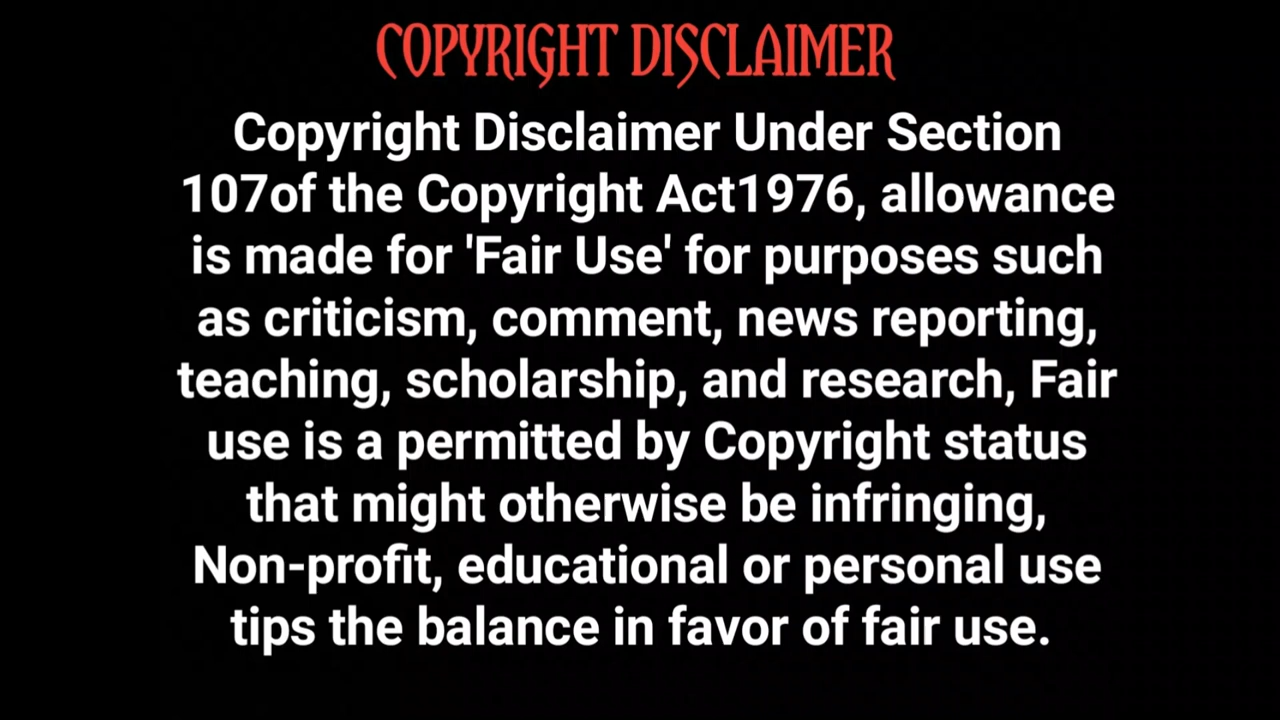 COPYRIGHT DISCLAIMER
Copyright Disclaimer Under Section
107of the Copyright Act1976, allowance
is made for 'Fair Use' for purposes such
as criticism, comment, news reporting,
teaching, scholarship, and research, Fair
use is a permitted by Copyright status
that might otherwise be infringing,
Non-profit, educational or personal use
tips the balance in favor of fair use.